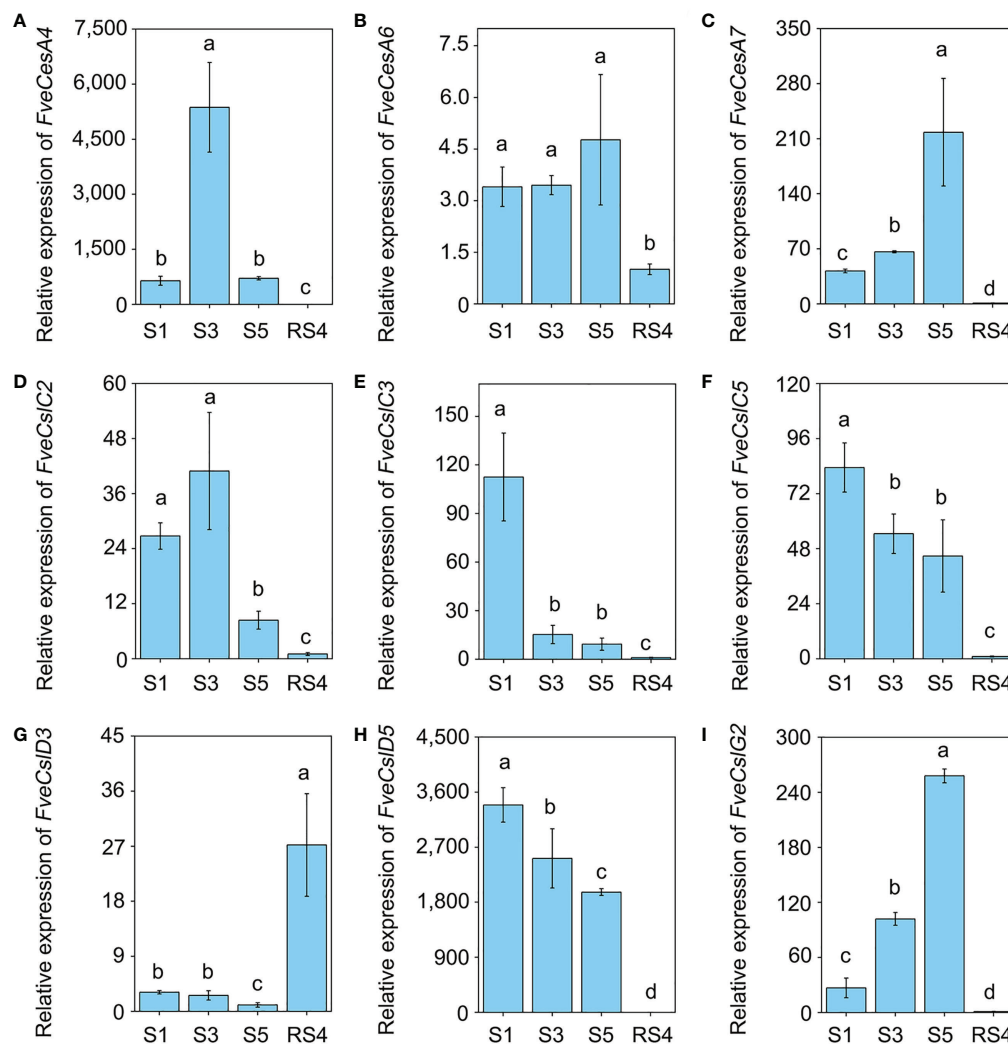 A
Relative expression of FveCesA4
7,500
6,000
4,500
3,000
1,500
0
b
a
b
c
S1 S3 S5 RS4
B
Relative expression of FveCesA6
7.5
6.0
4.5
3.0
1.5
0
a
a
a
b
S1 S3 S5 RS4
C
Relative expression of FveCesA7
350
280
210
140
70
0
c
b
a
d
S1 S3 S5 RS4
D
Relative expression of FveCslC2
60
48
36
24
12
0
a
a
b
c
S1 S3 S5 RS4
E
Relative expression of FveCslC3
150
120
90
60
30
0
a
b
b
c
S1 S3 S5 RS4
F
Relative expression of FveCslC5
120
96
72
48
24
0
a
b
b
c
S1 S3 S5 RS4
G
Relative expression of FveCslD3
45
36
27
18
9
0
b
b
c
a
S1 S3 S5 RS4
H
Relative expression of FveCslD5
4,500
3,600
2,700
1,800
900
0
a
b
c
d
S1 S3 S5 RS4
I
Relative expression of FveCslG2
300
260
120
60
0
c
b
a
d
S1 S3 S5 RS4